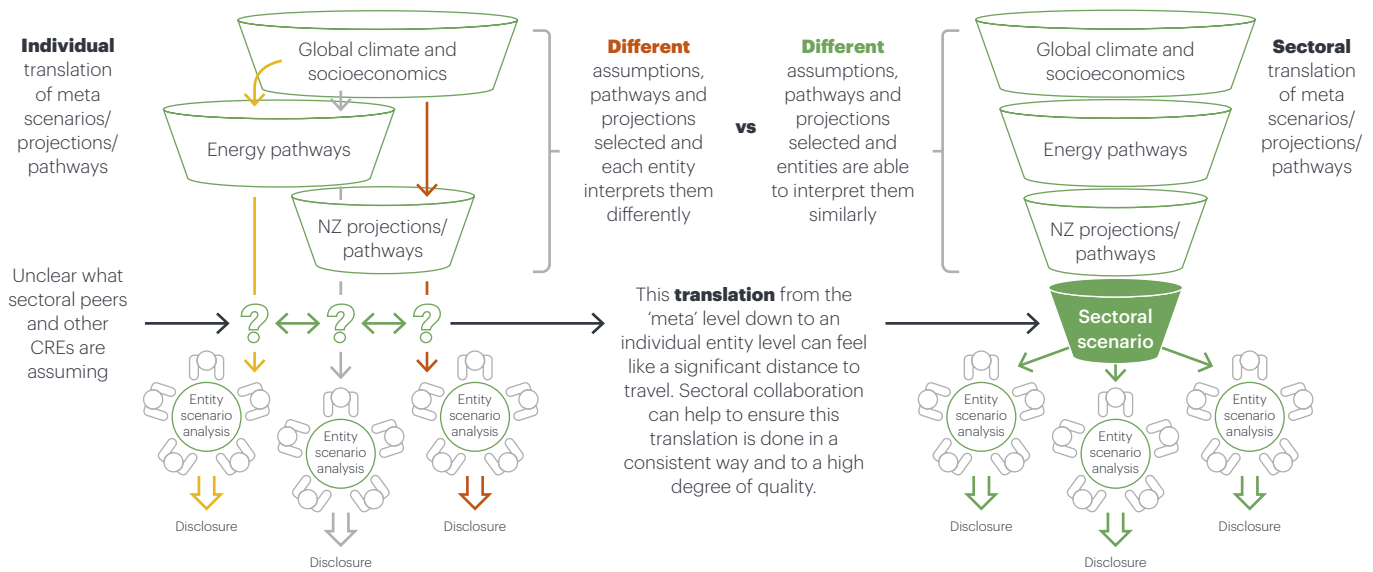 Individual
translation
of meta
scenarios/
projections/
pathways
Global climate and
socioeconomics
Energy pathways
NZ projections/
pathways
Different
assumptions,
pathways and
projections
selected and
each entity
interprets them
differently
vs
Different
assumptions,
pathways and
projections
selected and
entities are able
to interpret them
similarly
Global climate and
socioeconomics
Energy pathways
NZ projections/
pathways
Sectoral
scenario
Sectoral
translation
of meta
scenarios/
projections/
pathways
Unclear what
sectoral peers
and other
CREs are
assuming
?
?
?
This translation from the
‘meta’ level down to an
individual entity level can feel
like a significant distance to
travel. Sectoral collaboration
can help to ensure this
translation is done in a
consistent way and to a high
degree of quality.
Entity
scenario
analysis
Entity
scenario
analysis
Entity
scenario
analysis
Disclosure
Disclosure
Disclosure
Entity
scenario
analysis
Entity
scenario
analysis
Entity
scenario
analysis
Disclosure
Disclosure
Disclosure